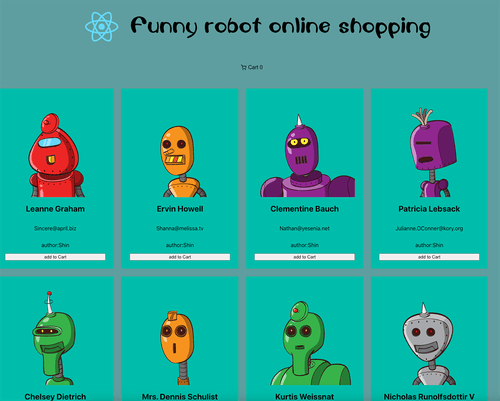 Funny robot online shopping
Cart 0
Leanne Graham
Ervin Howell
Clementine Bauch
Patricia Lebsack
Sincere@april.biz
Shanna@melissa.tv
Nathan@yesenia.net
Julianne.OConner@kory.org
author:Shin
author:Shin
author:Shin
author:Shin
add to Cart
add to Cart
add to Cart
add to Cart
Chelsey Dietrich
Mrs. Dennis Schulist
Kurtis Weissnat
Nicholas Runolfsdottir V